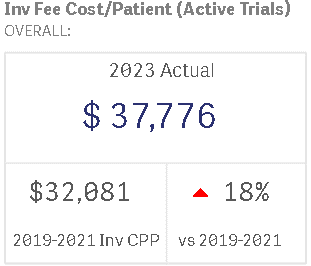 Inv Fee Cost/Patient (Active Trials)
OVERALL:
2023 Actual
$ 37,776
$32,081
18%
2019-2021 Inv CPP
vs 2019-2021